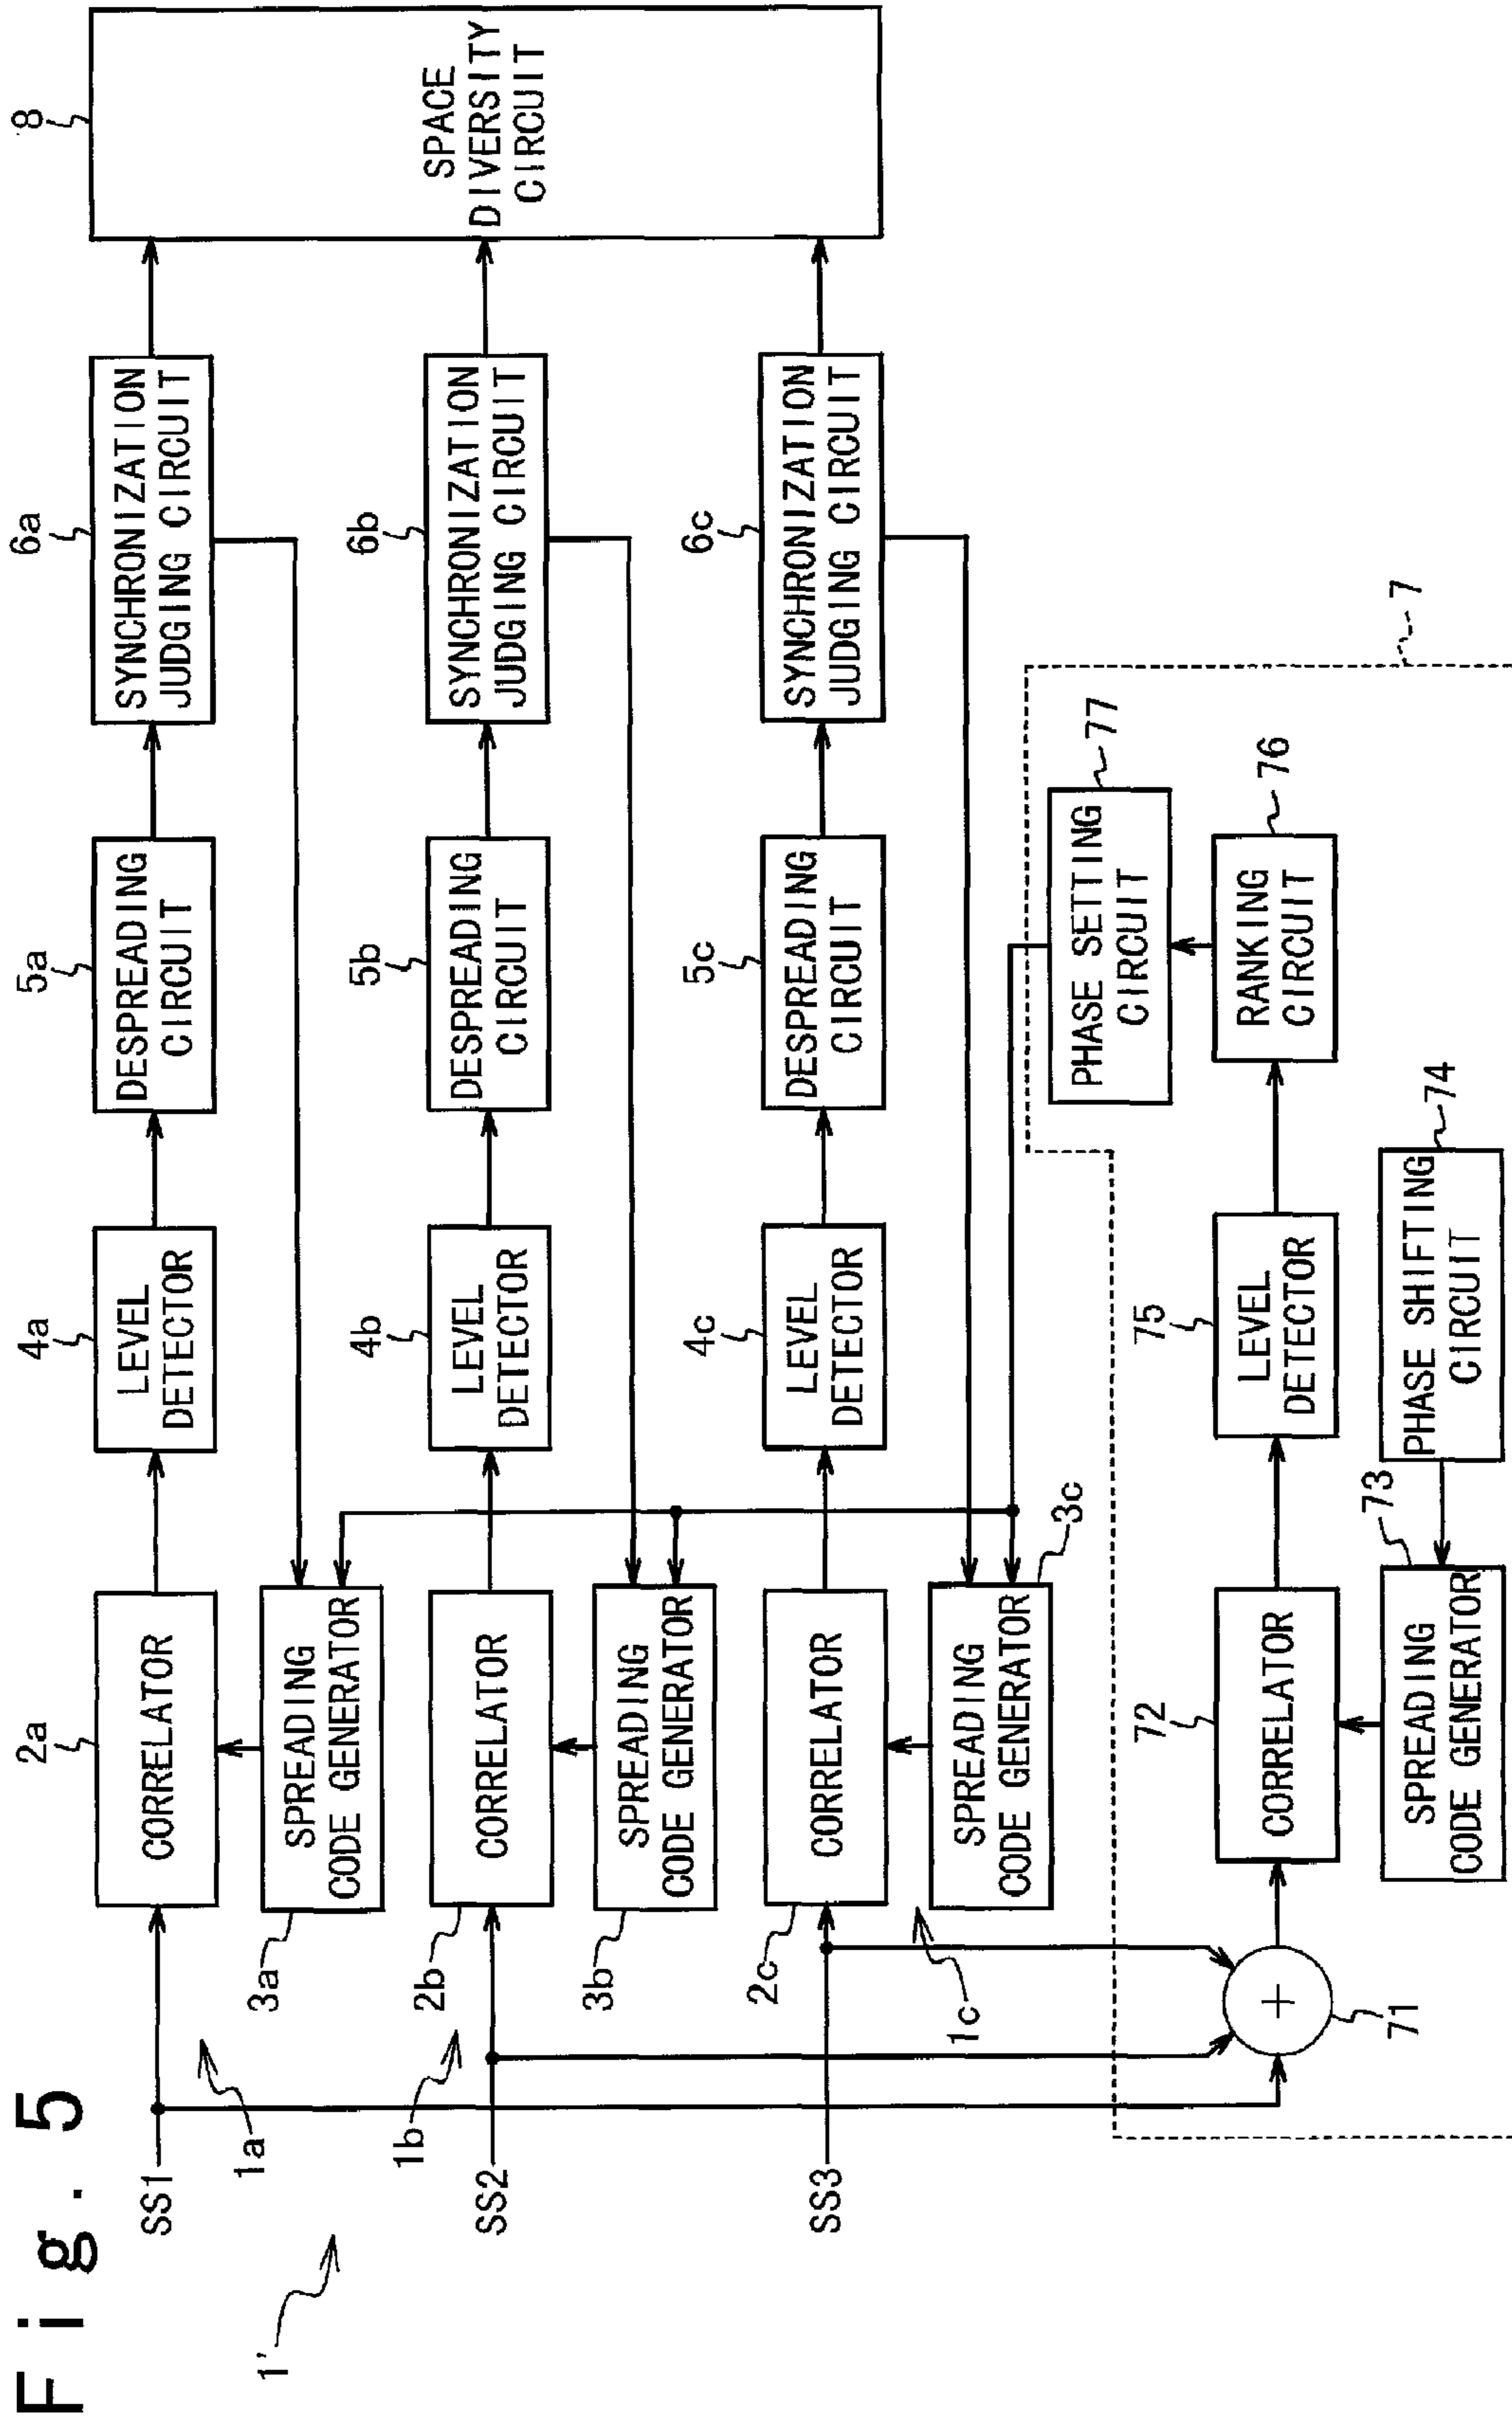 Fig. 5
1'
SS1
1a
2a
CORRELATOR
4a
LEVEL
DETECTOR
5a
DESPREADING
CIRCUIT
6a
SYNCHRONIZATION
JUDGING CIRCUIT
8
SPACE
DIVERSITY
CIRCUIT
3a
SPREADING
CODE GENERATOR
SS2
1b
2b
CORRELATOR
4b
LEVEL
DETECTOR
5b
DESPREADING
CIRCUIT
6b
SYNCHRONIZATION
JUDGING CIRCUIT
3b
SPREADING
CODE GENERATOR
SS3
1c
2c
CORRELATOR
4c
LEVEL
DETECTOR
5c
DESPREADING
CIRCUIT
6c
SYNCHRONIZATION
JUDGING CIRCUIT
3c
SPREADING
CODE GENERATOR
7
77
PHASE SETTING
CIRCUIT
71
+
72
CORRELATOR
75
LEVEL
DETECTOR
76
RANKING
CIRCUIT
73
SPREADING
CODE GENERATOR
74
PHASE SHIFTING
CIRCUIT